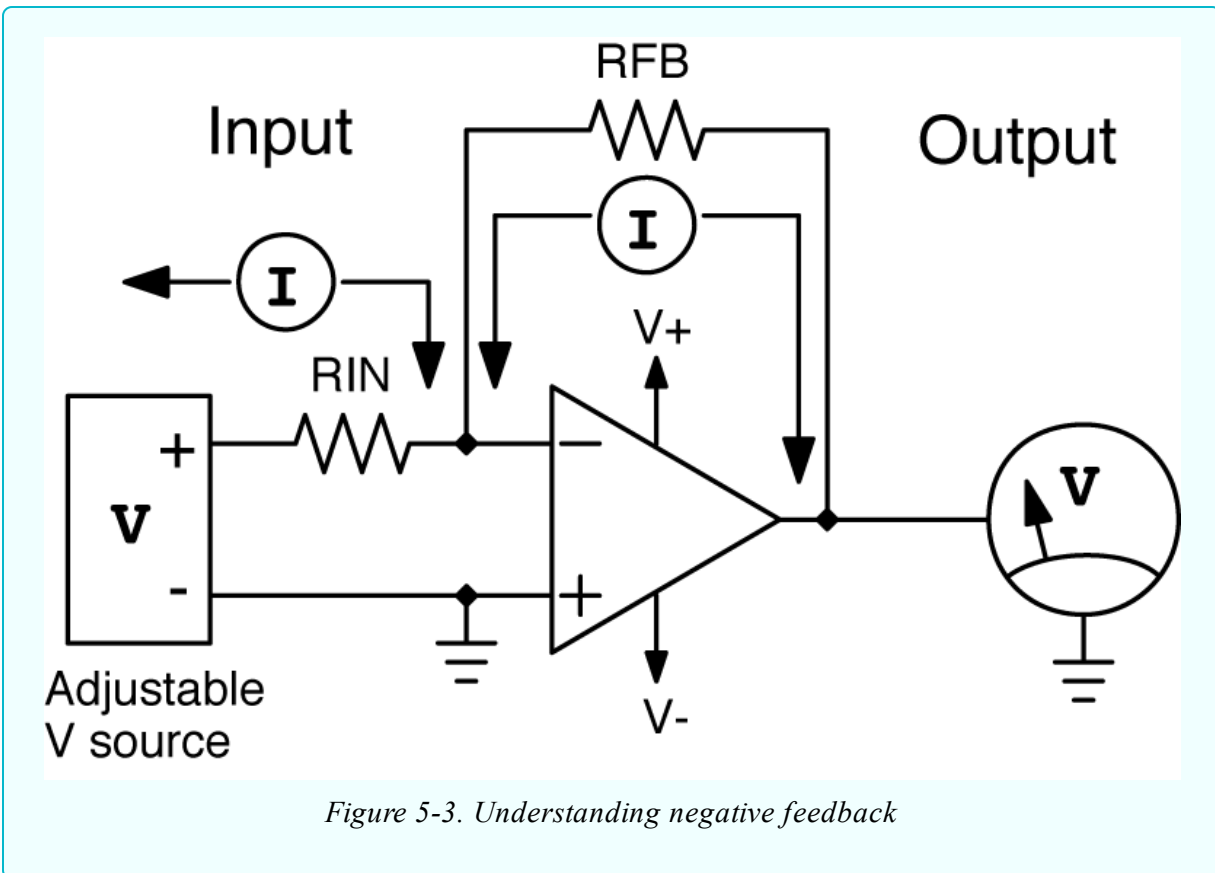 RFB
Input
Output
I
I
V+
RIN
+
−
V
V
-
+
Adjustable
V source
V-
Figure 5-3. Understanding negative feedback